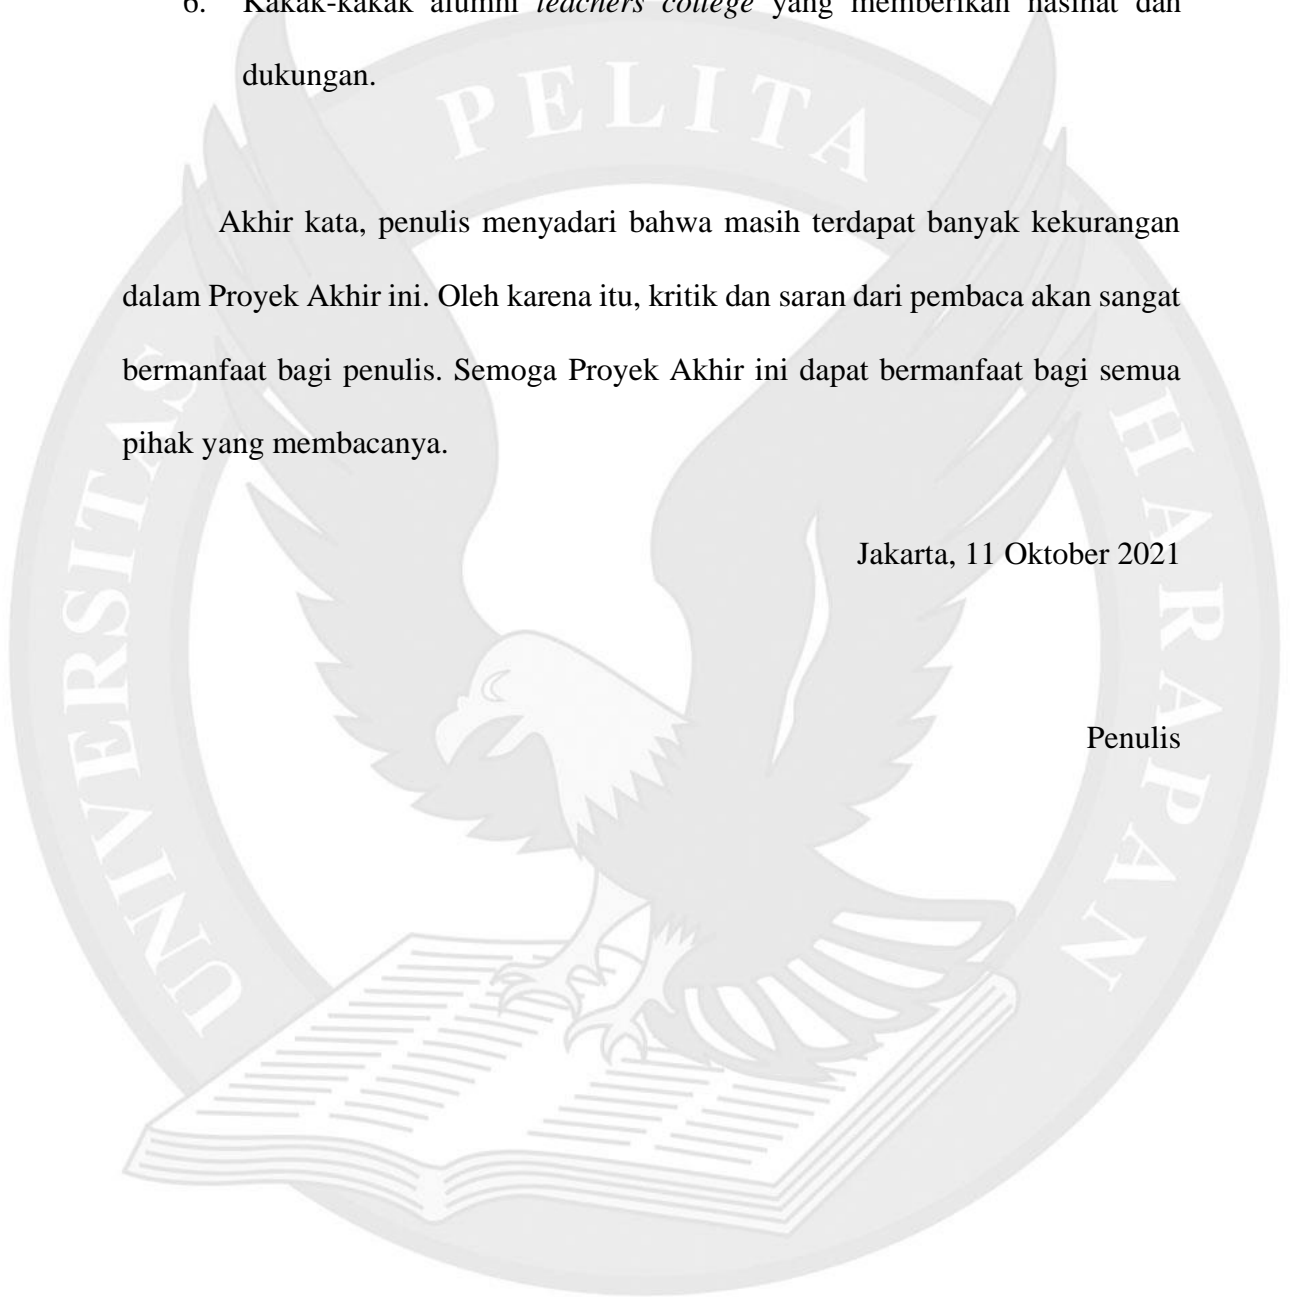 6. Kakak-kakak alumni teachers college yang memberikan nasihat dan
dukungan.
PELITA
Akhir kata, penulis menyadari bahwa masih terdapat banyak kekurangan
dalam Proyek Akhir ini. Oleh karena itu, kritik dan saran dari pembaca akan sangat
bermanfaat bagi penulis. Semoga Proyek Akhir ini dapat bermanfaat bagi semua
pihak yang membacanya.
UNIVERSITAS
HARAPAN
Jakarta, 11 Oktober 2021
Penulis